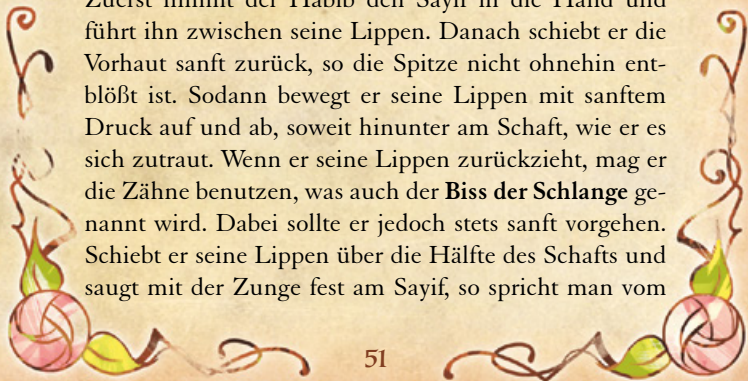 Zuerst nimmt der Habib den Sayif in die Hand und
führt ihn zwischen seine Lippen. Danach schiebt er die
Vorhaut sanft zurück, so die Spitze nicht ohnehin ent-
blößt ist. Sodann bewegt er seine Lippen mit sanftem
Druck auf und ab, soweit hinunter am Schaft, wie er es
sich zutraut. Wenn er seine Lippen zurückzieht, mag er
die Zähne benutzen, was auch der Biss der Schlange ge-
nannt wird. Dabei sollte er jedoch stets sanft vorgehen.
Schiebt er seine Lippen über die Hälfte des Schafts und
saugt mit der Zunge fest am Sayif, so spricht man vom
51